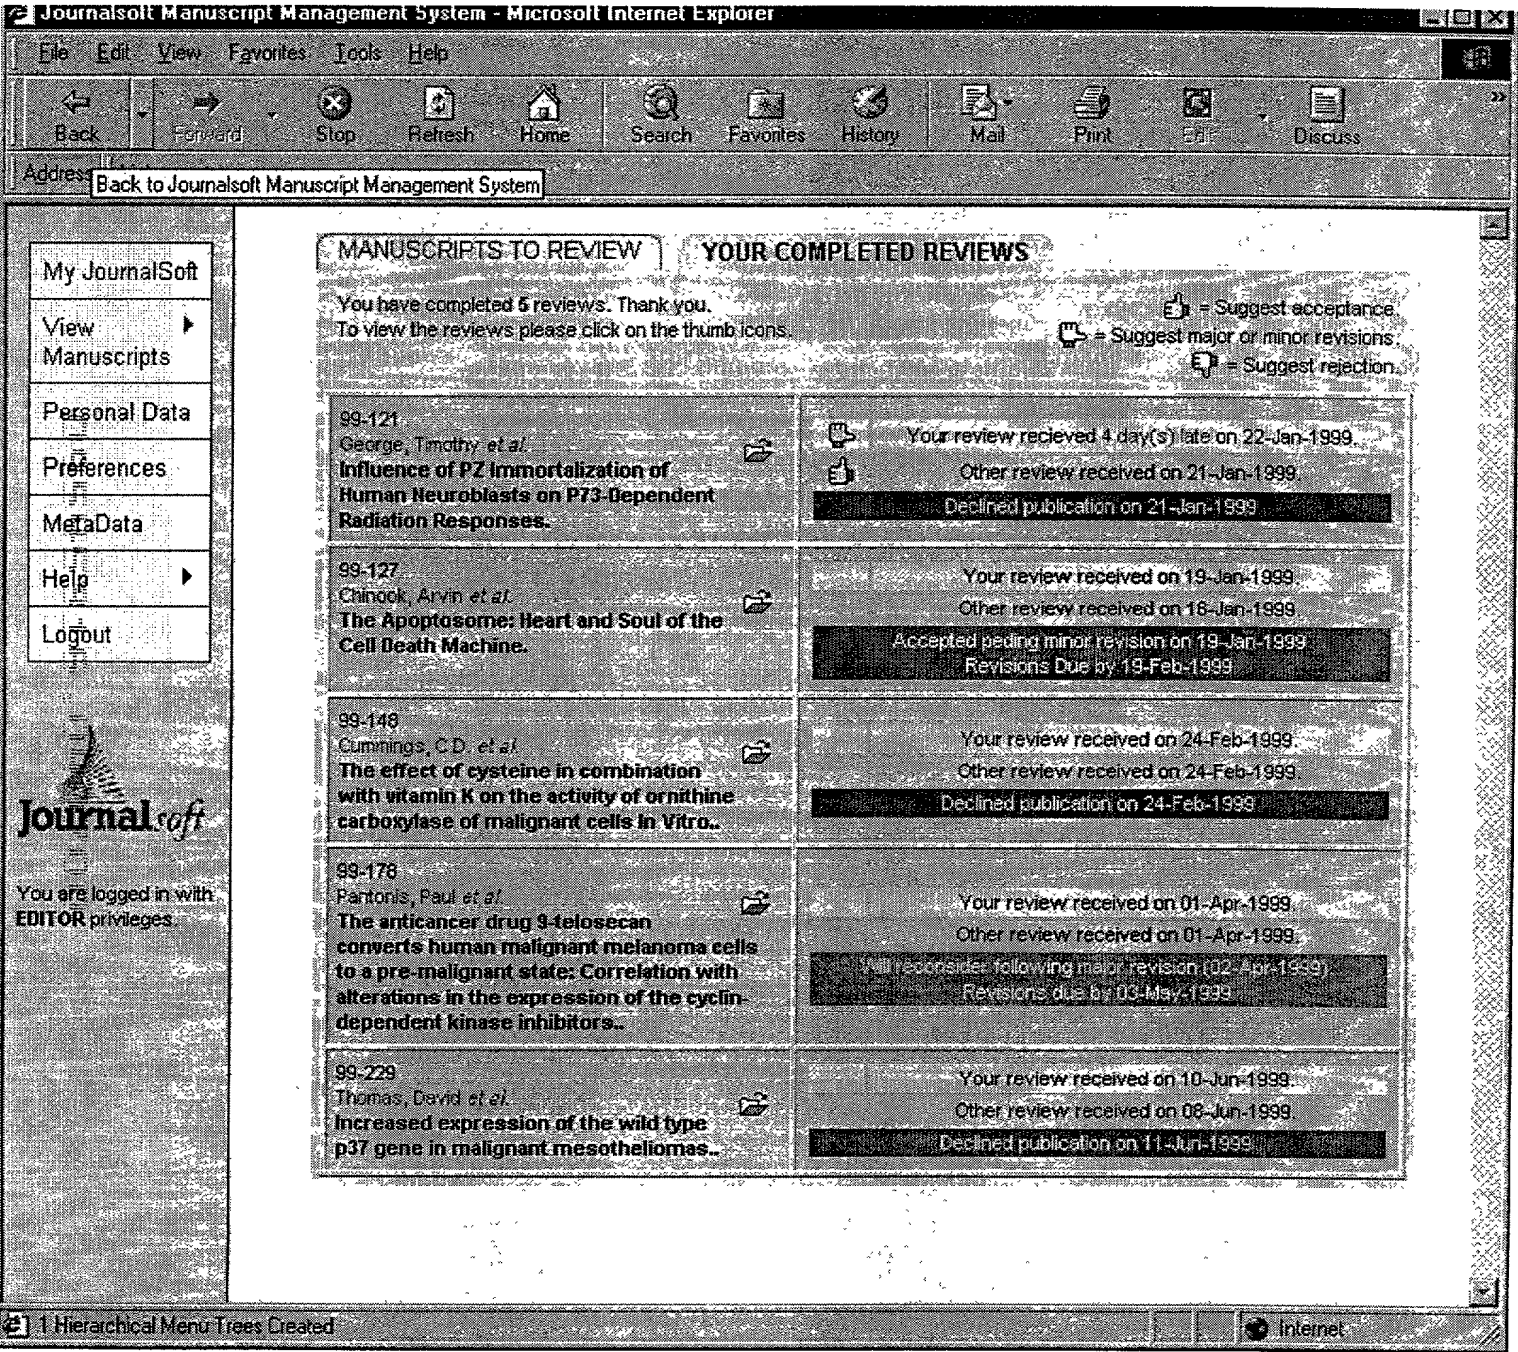 Journalsoft Manuscript Management System - Microsoft Internet Explorer
File Edit View Favorites Tools Help
Back Forward Stop Refresh Home Search Favorites History Mail Print Edit Discuss
Address
Back to Journalsoft Manuscript Management System
My JournalSoft
View
Manuscripts
Personal Data
Preferences
MetaData
Help
Logout
Journalsoft
You are logged in with
EDITOR privileges.
MANUSCRIPTS TO REVIEW
YOUR COMPLETED REVIEWS
You have completed 5 reviews. Thank you.
To view the reviews please click on the thumb icons.
= Suggest acceptance.
= Suggest major or minor revisions.
= Suggest rejection.
99-121
George, Timothy et al.
Influence of PZ Immortalization of
Human Neuroblasts on P73-Dependent
Radiation Responses.
Your review recieved 4 day(s) late on 22-Jan-1999.
Other review received on 21-Jan-1999.
Declined publication on 21-Jan-1999
99-127
Chinook, Arvin et al.
The Apoptosome: Heart and Soul of the
Cell Death Machine.
Your review received on 19-Jan-1999.
Other review received on 16-Jan-1999.
Accepted peding minor revision on 19-Jan-1999
Revisions Due by 19-Feb-1999
99-148
Cummings, C.D. et al.
The effect of cysteine in combination
with vitamin K on the activity of ornithine
carboxylase of malignant cells In Vitro..
Your review received on 24-Feb-1999.
Other review received on 24-Feb-1999.
Declined publication on 24-Feb-1999
99-178
Pantonis, Paul et al.
The anticancer drug 9-telosecan
converts human malignant melanoma cells
to a pre-malignant state: Correlation with
alterations in the expression of the cyclin-
dependent kinase inhibitors..
Your review received on 01-Apr-1999.
Other review received on 01-Apr-1999.
Will reconsider following major revision (02-Apr-1999)
Revisions due by 03-May-1999
99-229
Thomas, David et al.
Increased expression of the wild type
p37 gene in malignant mesotheliomas..
Your review received on 10-Jun-1999.
Other review received on 08-Jun-1999.
Declined publication on 11-Jun-1999
1 Hierarchical Menu Trees Created
Internet